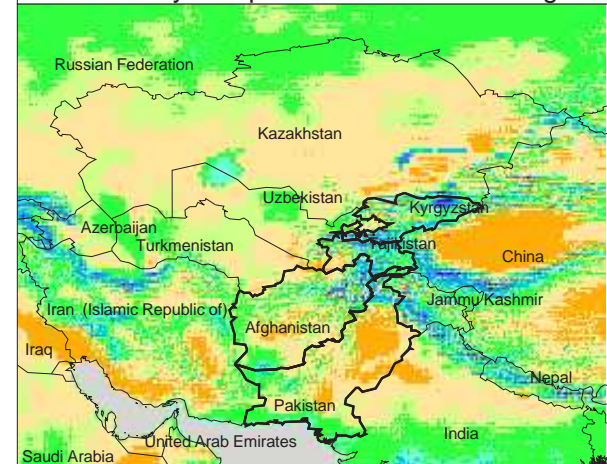 Russian Federation
Kazakhstan
Uzbekistan
Kyrgyzstan
Azerbaijan
Turkmenistan
Tajikistan
China
Iran (Islamic Republic of)
Jammu/Kashmir
Afghanistan
Iraq
Nepal
Pakistan
India
United Arab Emirates
Saudi Arabia